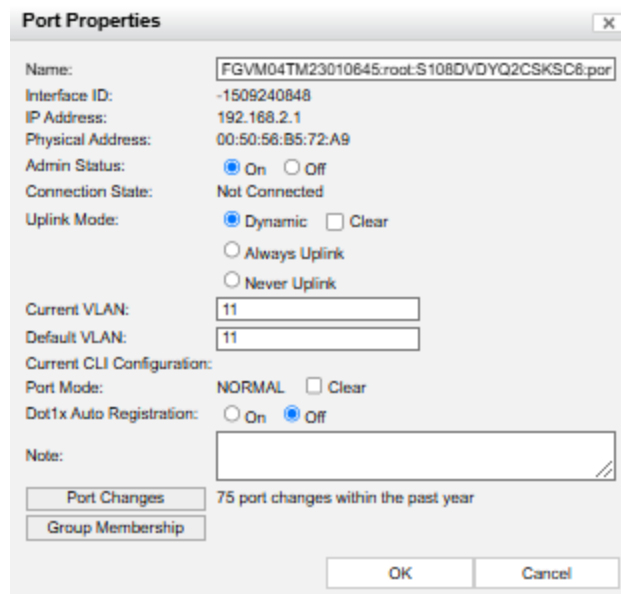 Port Properties
Name: FGVM04TM23010645:root:S108DVDYQ2CSKSC6:por
Interface ID: -1509240848
IP Address: 192.168.2.1
Physical Address: 00:50:56:B5:72:A9
Admin Status: On Off
Connection State: Not Connected
Uplink Mode: Dynamic Clear
Always Uplink
Never Uplink
Current VLAN: 11
Default VLAN: 11
Current CLI Configuration:
Port Mode: NORMAL Clear
Dot1x Auto Registration: On Off
Note:
Port Changes 75 port changes within the past year
Group Membership
OK Cancel